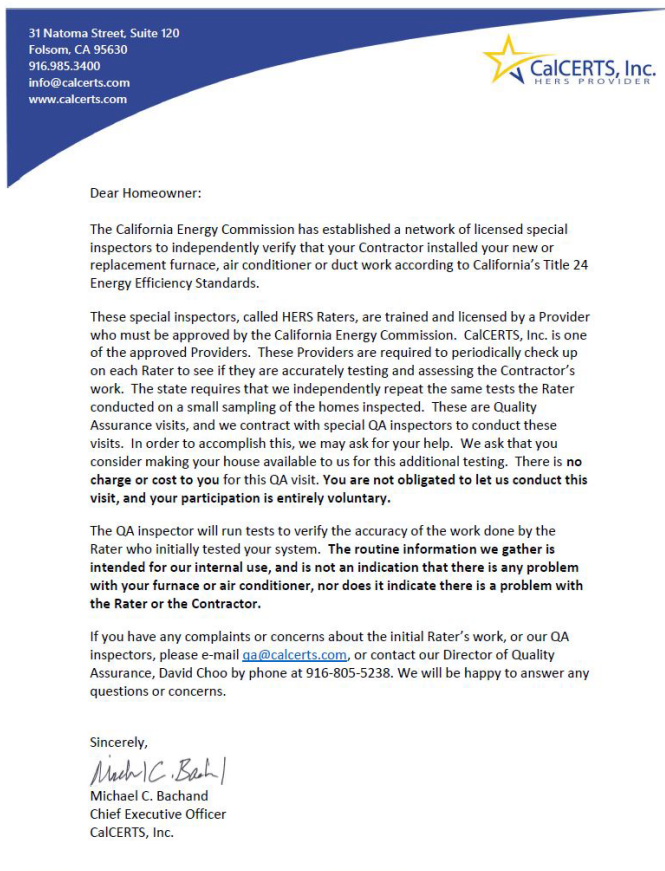 31 Natoma Street, Suite 120
Folsom, CA 95630
916.985.3400
info@calcerts.com
www.calcerts.com
CalCERTS, Inc.
HERS PROVIDER
Dear Homeowner:
The California Energy Commission has established a network of licensed special
inspectors to independently verify that your Contractor installed your new or
replacement furnace, air conditioner or duct work according to California's Title 24
Energy Efficiency Standards.
These special inspectors, called HERS Raters, are trained and licensed by a Provider
who must be approved by the California Energy Commission.  CalCERTS, Inc. is one
of the approved Providers.  These Providers are required to periodically check up
on each Rater to see if they are accurately testing and assessing the Contractor's
work.  The state requires that we independently repeat the same tests the Rater
conducted on a small sampling of the homes inspected.  These are Quality
Assurance visits, and we contract with special QA inspectors to conduct these
visits.  In order to accomplish this, we may ask for your help.  We ask that you
consider making your house available to us for this additional testing.  There is no
charge or cost to you for this QA visit. You are not obligated to let us conduct this
visit, and your participation is entirely voluntary.
The QA inspector will run tests to verify the accuracy of the work done by the
Rater who initially tested your system.  The routine information we gather is
intended for our internal use, and is not an indication that there is any problem
with your furnace or air conditioner, nor does it indicate there is a problem with
the Rater or the Contractor.
If you have any complaints or concerns about the initial Rater's work, or our QA
inspectors, please e-mail qa@calcerts.com, or contact our Director of Quality
Assurance, David Choo by phone at 916-805-5238. We will be happy to answer any
questions or concerns.
Sincerely,
Michael C. Bachand
Chief Executive Officer
CalCERTS, Inc.